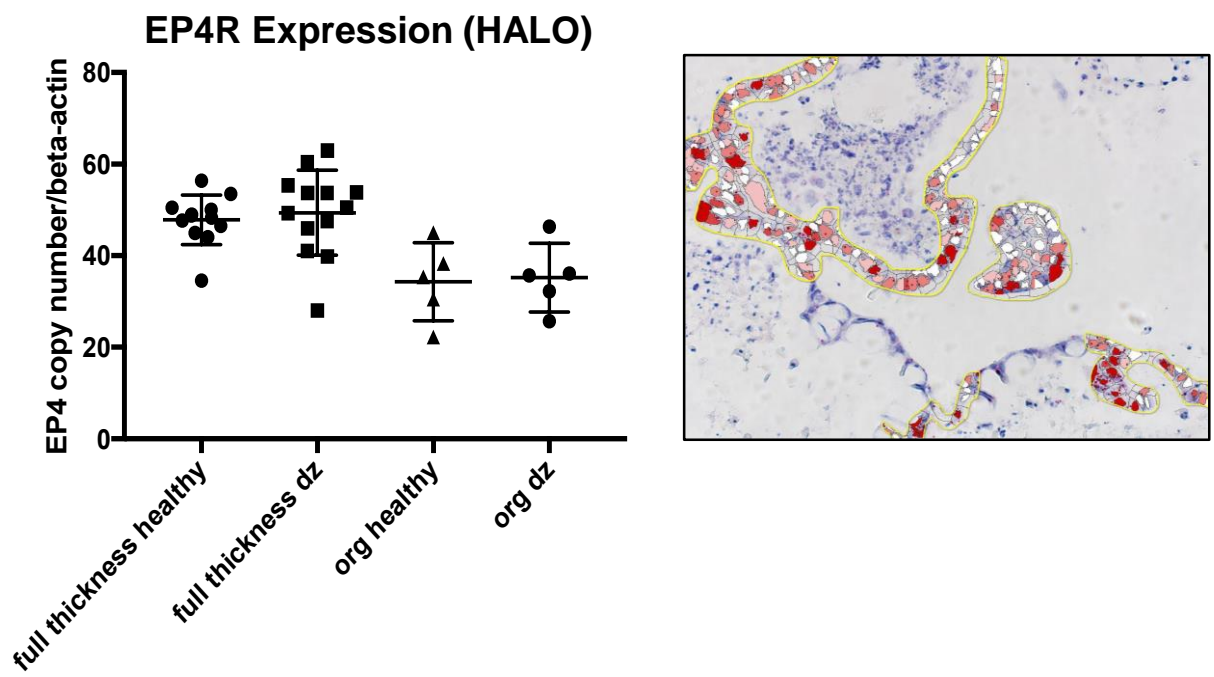 EP4R Expression (HALO)
EP4 copy number/beta-actin
80
60
40
20
0
full thickness healthy
full thickness dz
org healthy
org dz